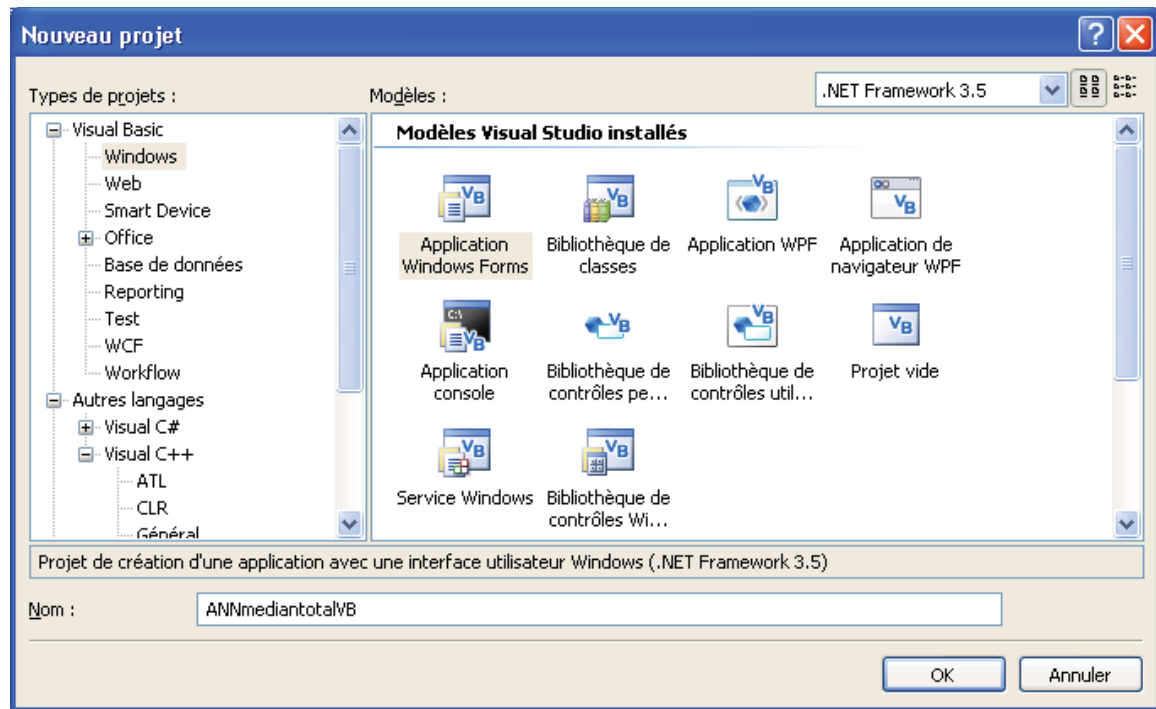 Nouveau projet
Types de projets :
Modèles :
.NET Framework 3.5
Visual Basic
Windows
Web
Smart Device
Office
Base de données
Reporting
Test
WCF
Workflow
Autres langages
Visual C#
Visual C++
ATL
CLR
Général
Modèles Visual Studio installés
Application
Windows Forms
Bibliothèque de
classes
Application WPF
Application de
navigateur WPF
Application
console
Bibliothèque de
contrôles pe...
Bibliothèque de
contrôles util...
Projet vide
Service Windows
Bibliothèque de
contrôles Wi...
Projet de création d'une application avec une interface utilisateur Windows (.NET Framework 3.5)
Nom :
ANNmediantotalVB
OK
Annuler